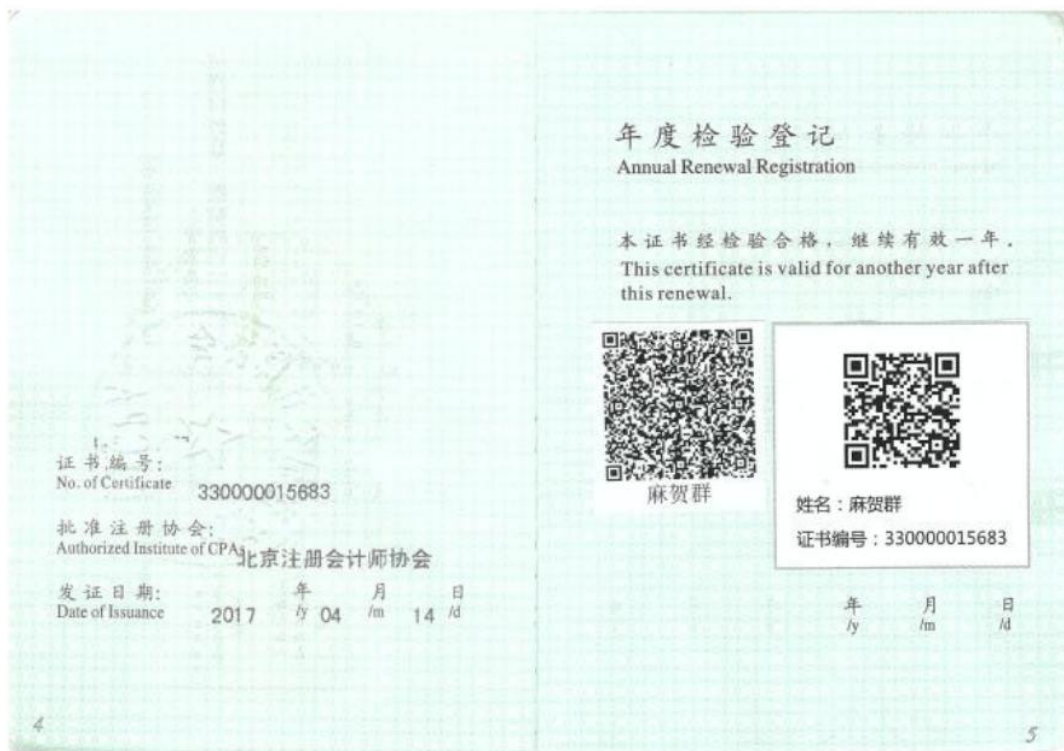 证书编号：
No. of Certificate 330000015683
批准注册协会：
Authorized Institute of CPAs 北京注册会计师协会
发证日期： 年 月 日
Date of Issuance 2017 /y 04 /m 14 /d
4
年度检验登记
Annual Renewal Registration
本证书经检验合格，继续有效一年．
This certificate is valid for another year after
this renewal.
麻贺群
姓名：麻贺群
证书编号：330000015683
年 月 日
/y /m /d
5